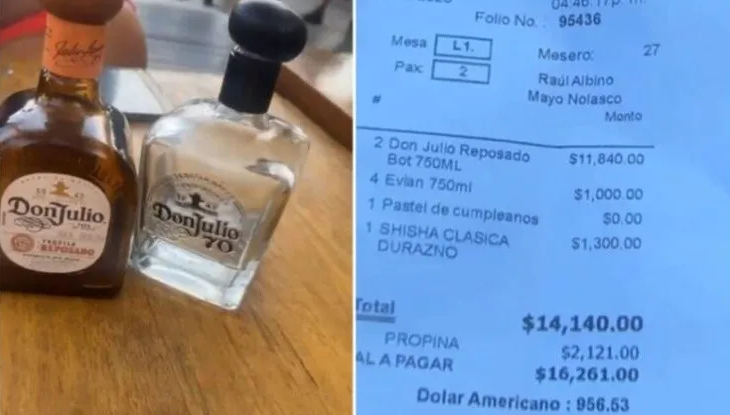 Don Julio
TEQUILA
REPOSADO
Don Julio
70
04:46:17 p. m.
Folio No. : 95436
Mesa L1.
Mesero: 27
Pax: 2
Raúl Albino
Mayo Nolasco
#
Monto
2 Don Julio Reposado $11,840.00
Bot 750ML
4 Evian 750ml $1,000.00
1 Pastel de cumpleanos $0.00
1 SHISHA CLASICA $1,300.00
DURAZNO
Total $14,140.00
PROPINA $2,121.00
AL A PAGAR $16,261.00
Dolar Americano : 956.53